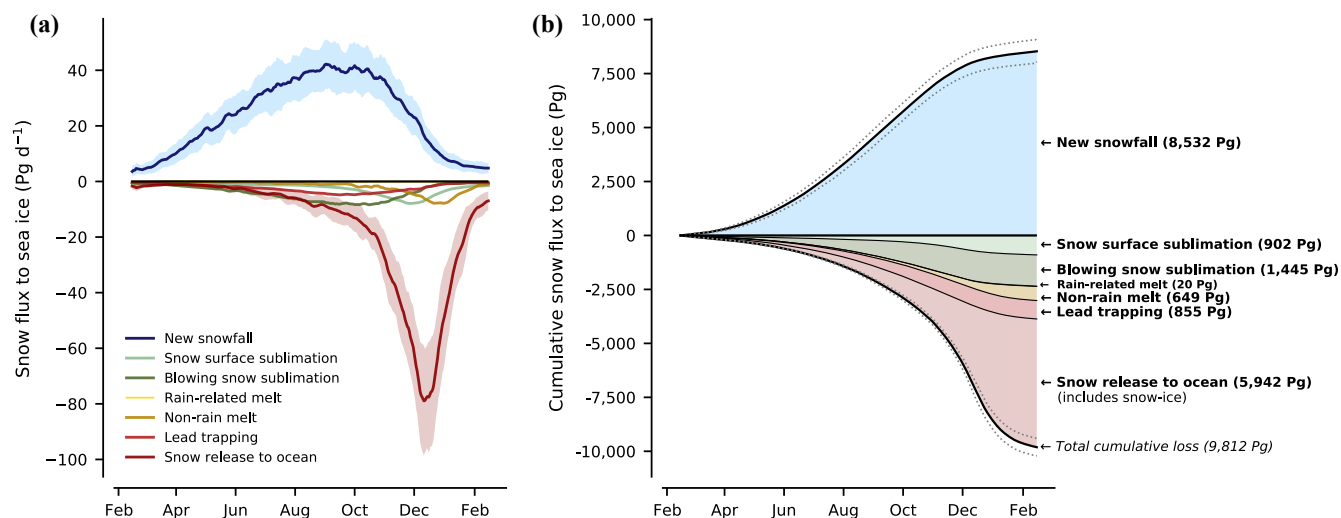 (a)
Snow flux to sea ice (Pg d⁻¹)
40
20
0
−20
−40
−60
−80
−100
New snowfall
Snow surface sublimation
Blowing snow sublimation
Rain-related melt
Non-rain melt
Lead trapping
Snow release to ocean
Feb Apr Jun Aug Oct Dec Feb
(b)
Cumulative snow flux to sea ice (Pg)
10,000
7,500
5,000
2,500
0
−2,500
−5,000
−7,500
−10,000
← New snowfall (8,532 Pg)
← Snow surface sublimation (902 Pg)
← Blowing snow sublimation (1,445 Pg)
← Rain-related melt (20 Pg)
← Non-rain melt (649 Pg)
← Lead trapping (855 Pg)
← Snow release to ocean (5,942 Pg)
(includes snow-ice)
← Total cumulative loss (9,812 Pg)
Feb Apr Jun Aug Oct Dec Feb